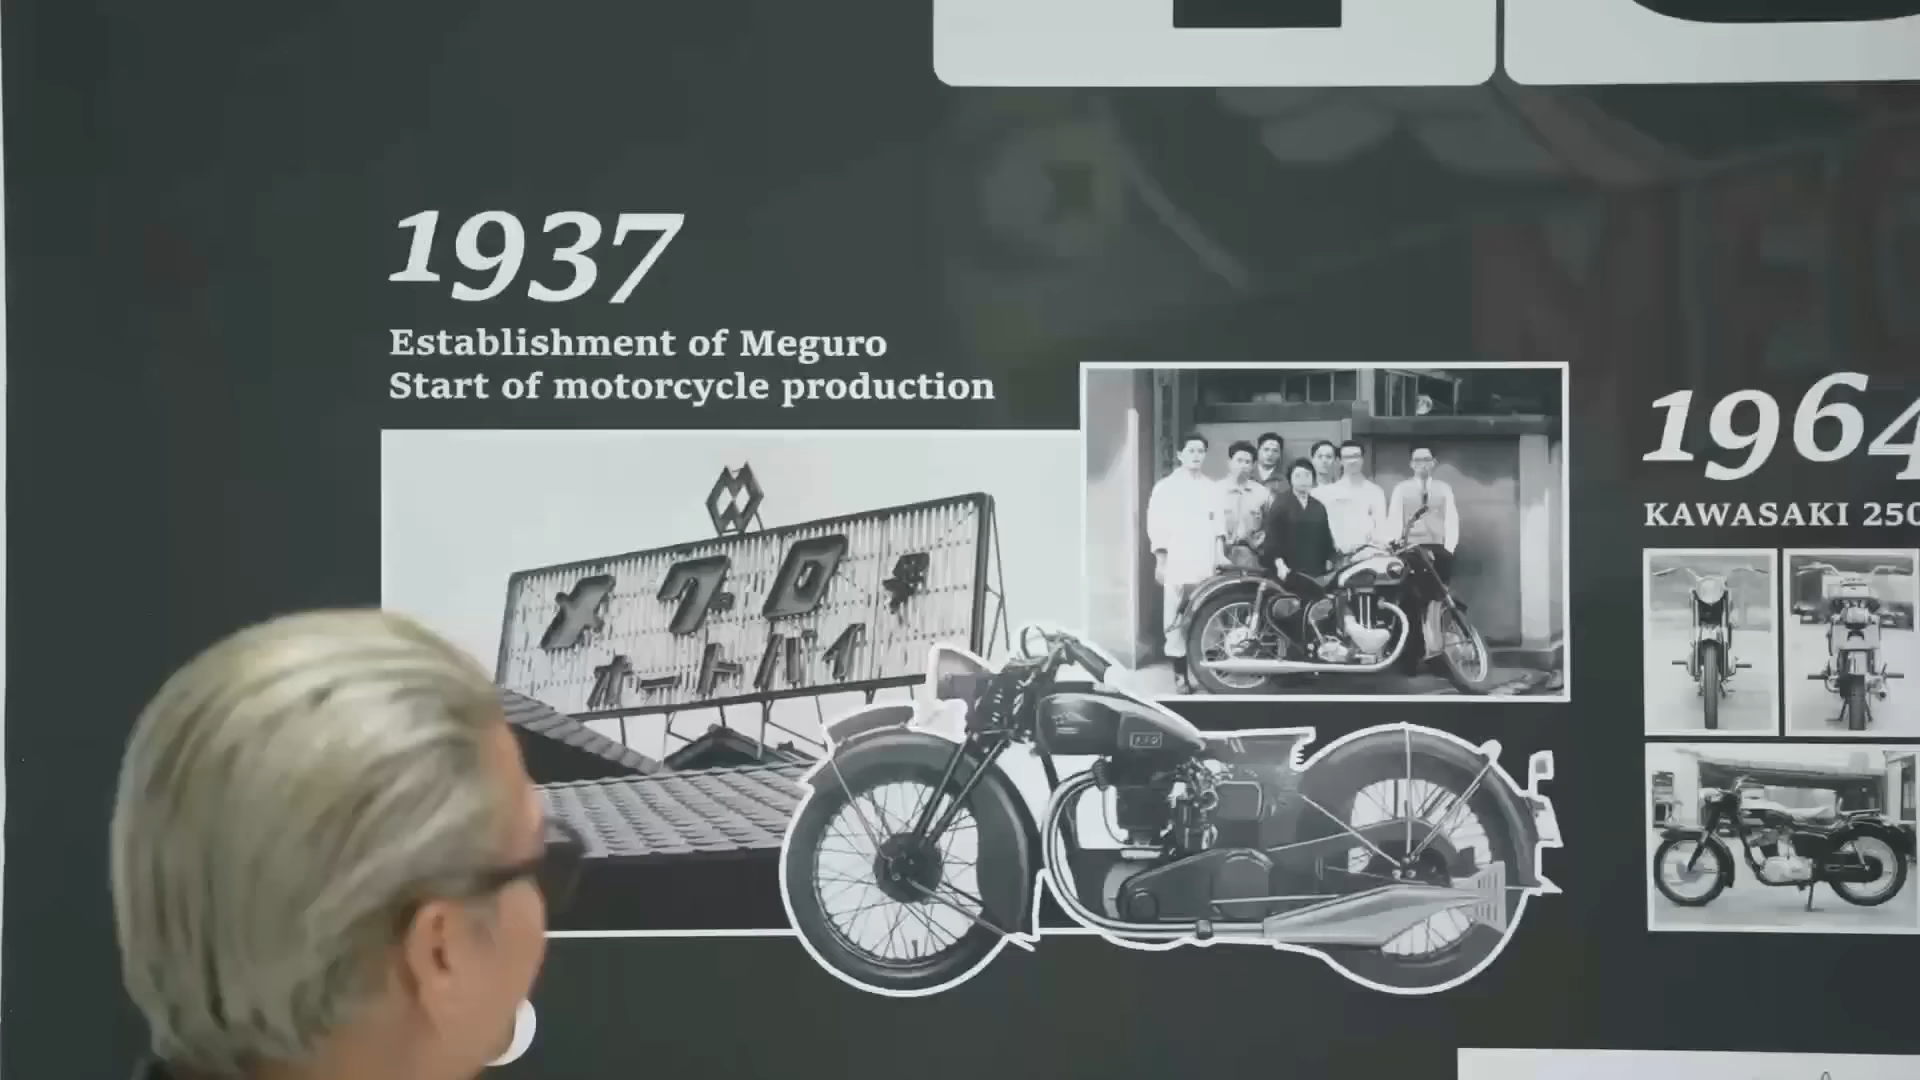 1937
Establishment of Meguro
Start of motorcycle production
メグロ号
オートバイ
1964
KAWASAKI 250